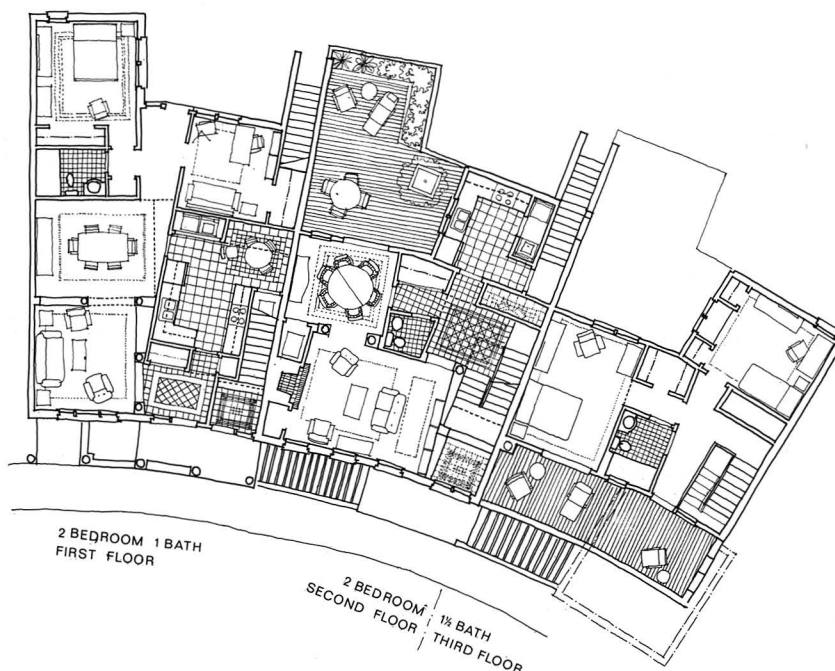 2 BEDROOM 1 BATH
FIRST FLOOR
2 BEDROOM 1½ BATH
SECOND FLOOR THIRD FLOOR